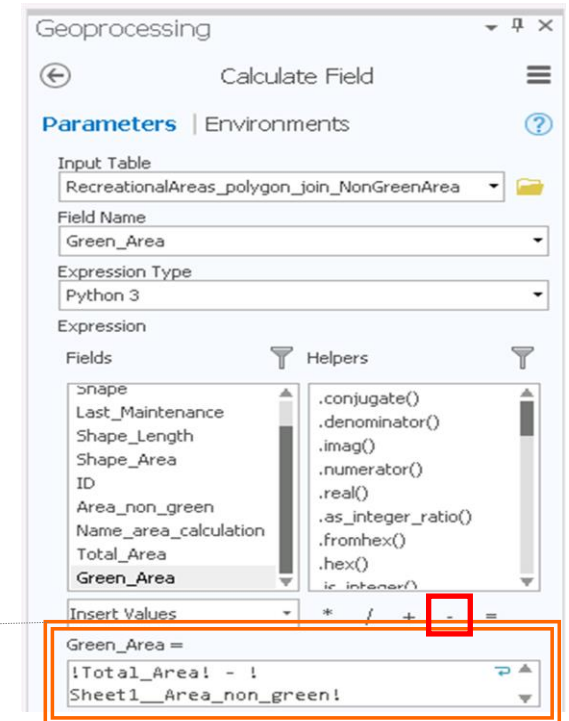 Geoprocessing
Calculate Field
Parameters | Environments
Input Table
RecreationalAreas_polygon_join_NonGreenArea
Field Name
Green_Area
Expression Type
Python 3
Expression
Fields
Shape
Last_Maintenance
Shape_Length
Shape_Area
ID
Area_non_green
Name_area_calculation
Total_Area
Green_Area
Helpers
.conjugate()
.denominator()
.imag()
.numerator()
.real()
.as_integer_ratio()
.fromhex()
.hex()
.is_integer()
Insert Values
* / + - =
Green_Area =
!Total_Area! - !
Sheet1__Area_non_green!